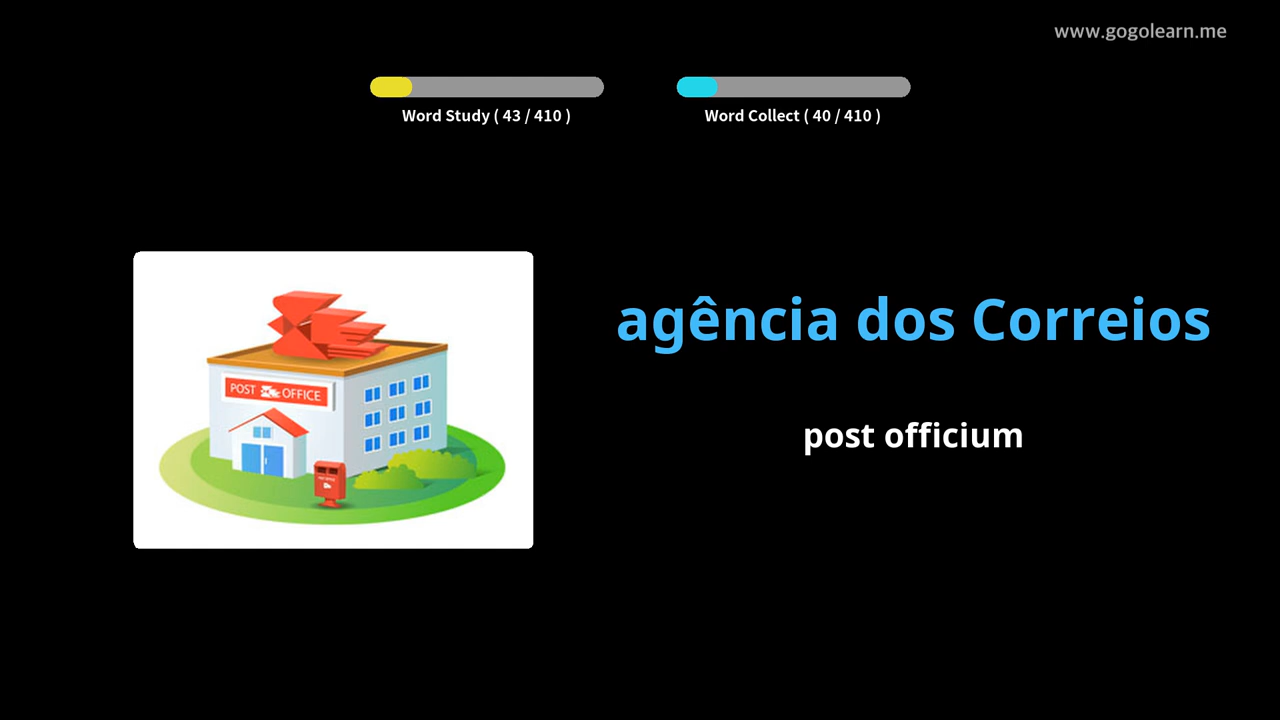 www.gogolearn.me
Word Study ( 43 / 410 )
Word Collect ( 40 / 410 )
agência dos Correios
POST OFFICE
post officium